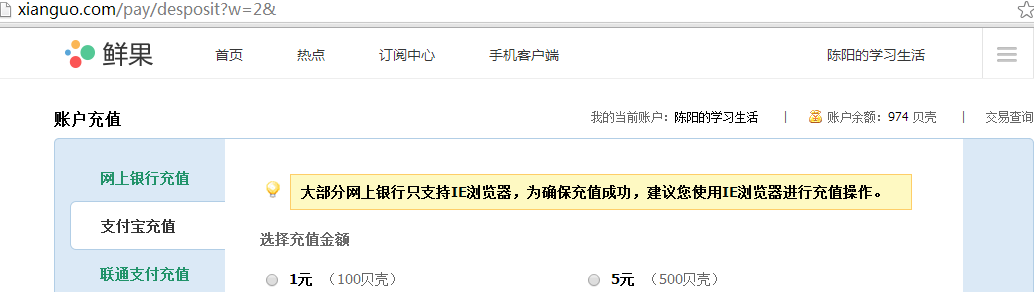 xianguo.com/pay/desposit?w=2&
鲜果 首页 热点 订阅中心 手机客户端 陈阳的学习生活
账户充值 我的当前账户：陈阳的学习生活 | 账户余额：974 贝壳 | 交易查询
网上银行充值
大部分网上银行只支持IE浏览器，为确保充值成功，建议您使用IE浏览器进行充值操作。
支付宝充值
选择充值金额
联通支付充值
1元 （100贝壳） 5元 （500贝壳）